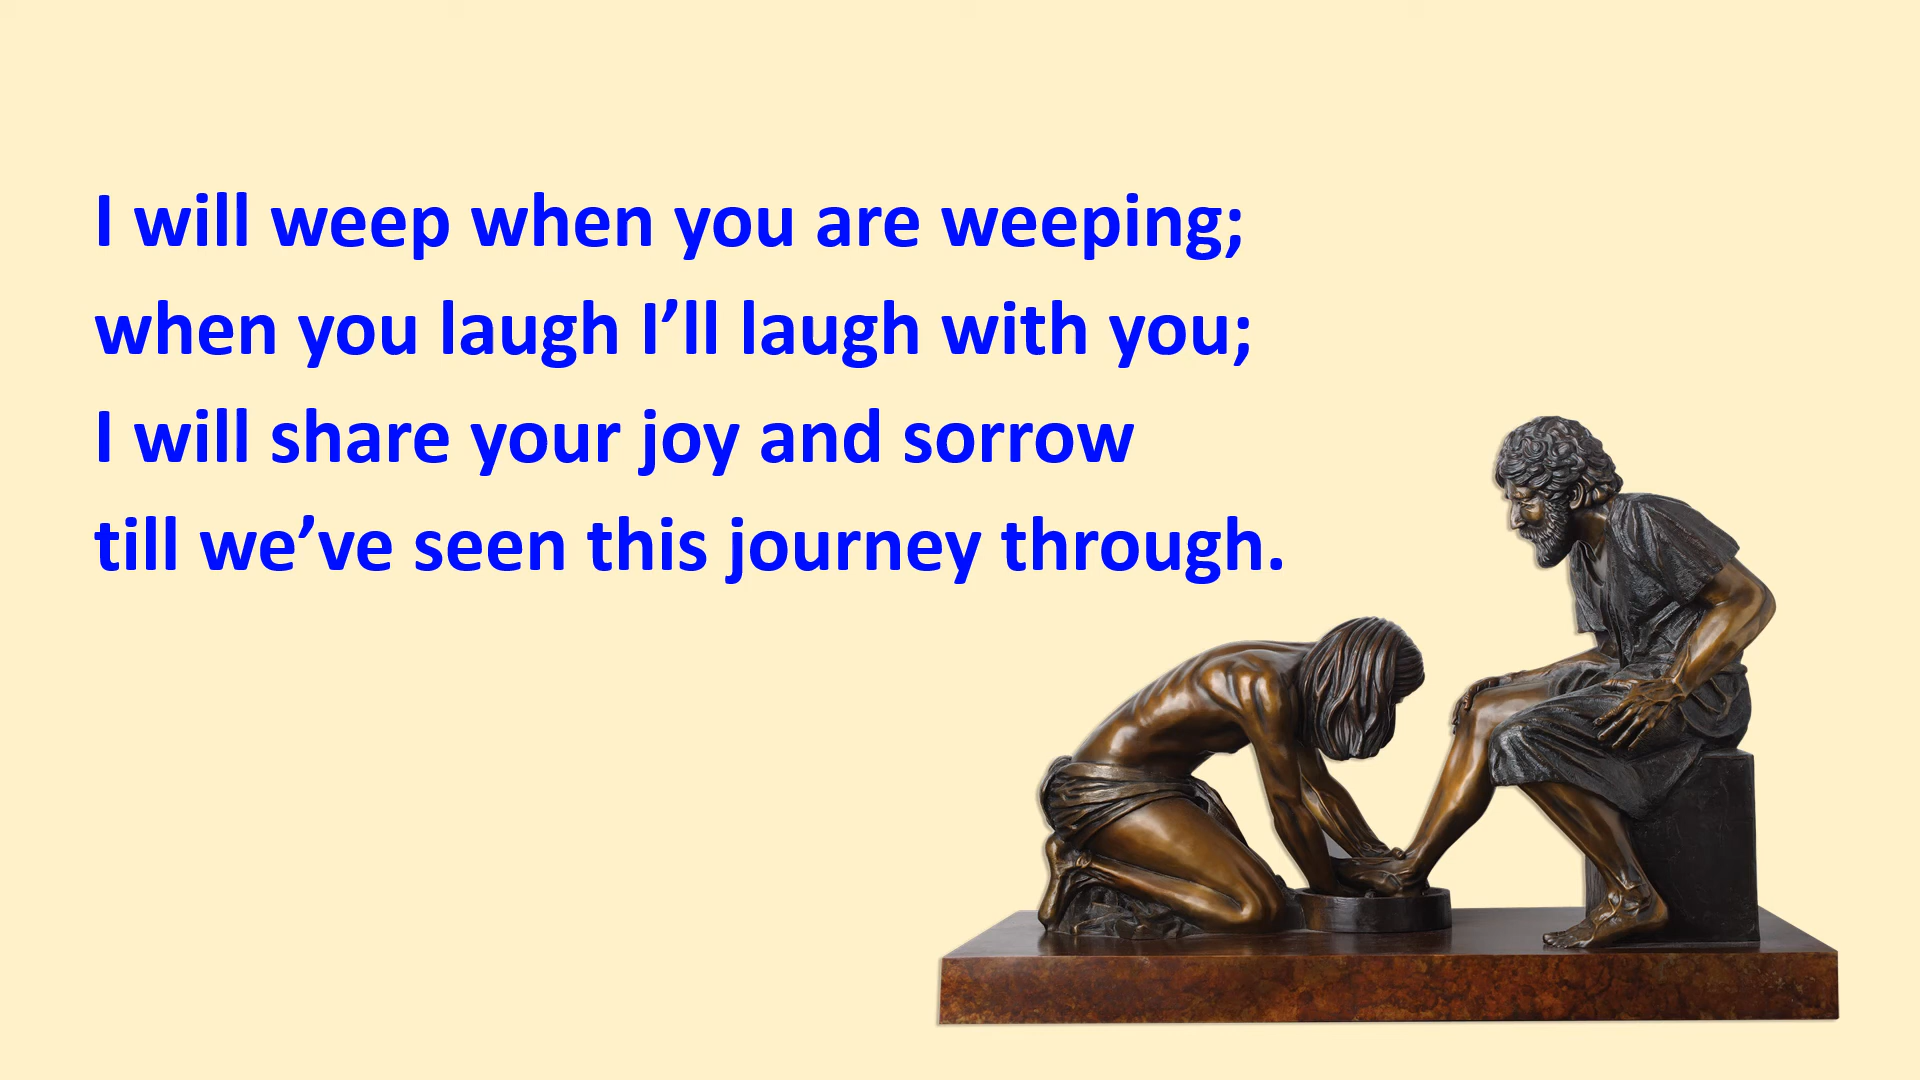 I will weep when you are weeping;
when you laugh I’ll laugh with you;
I will share your joy and sorrow
till we’ve seen this journey through.